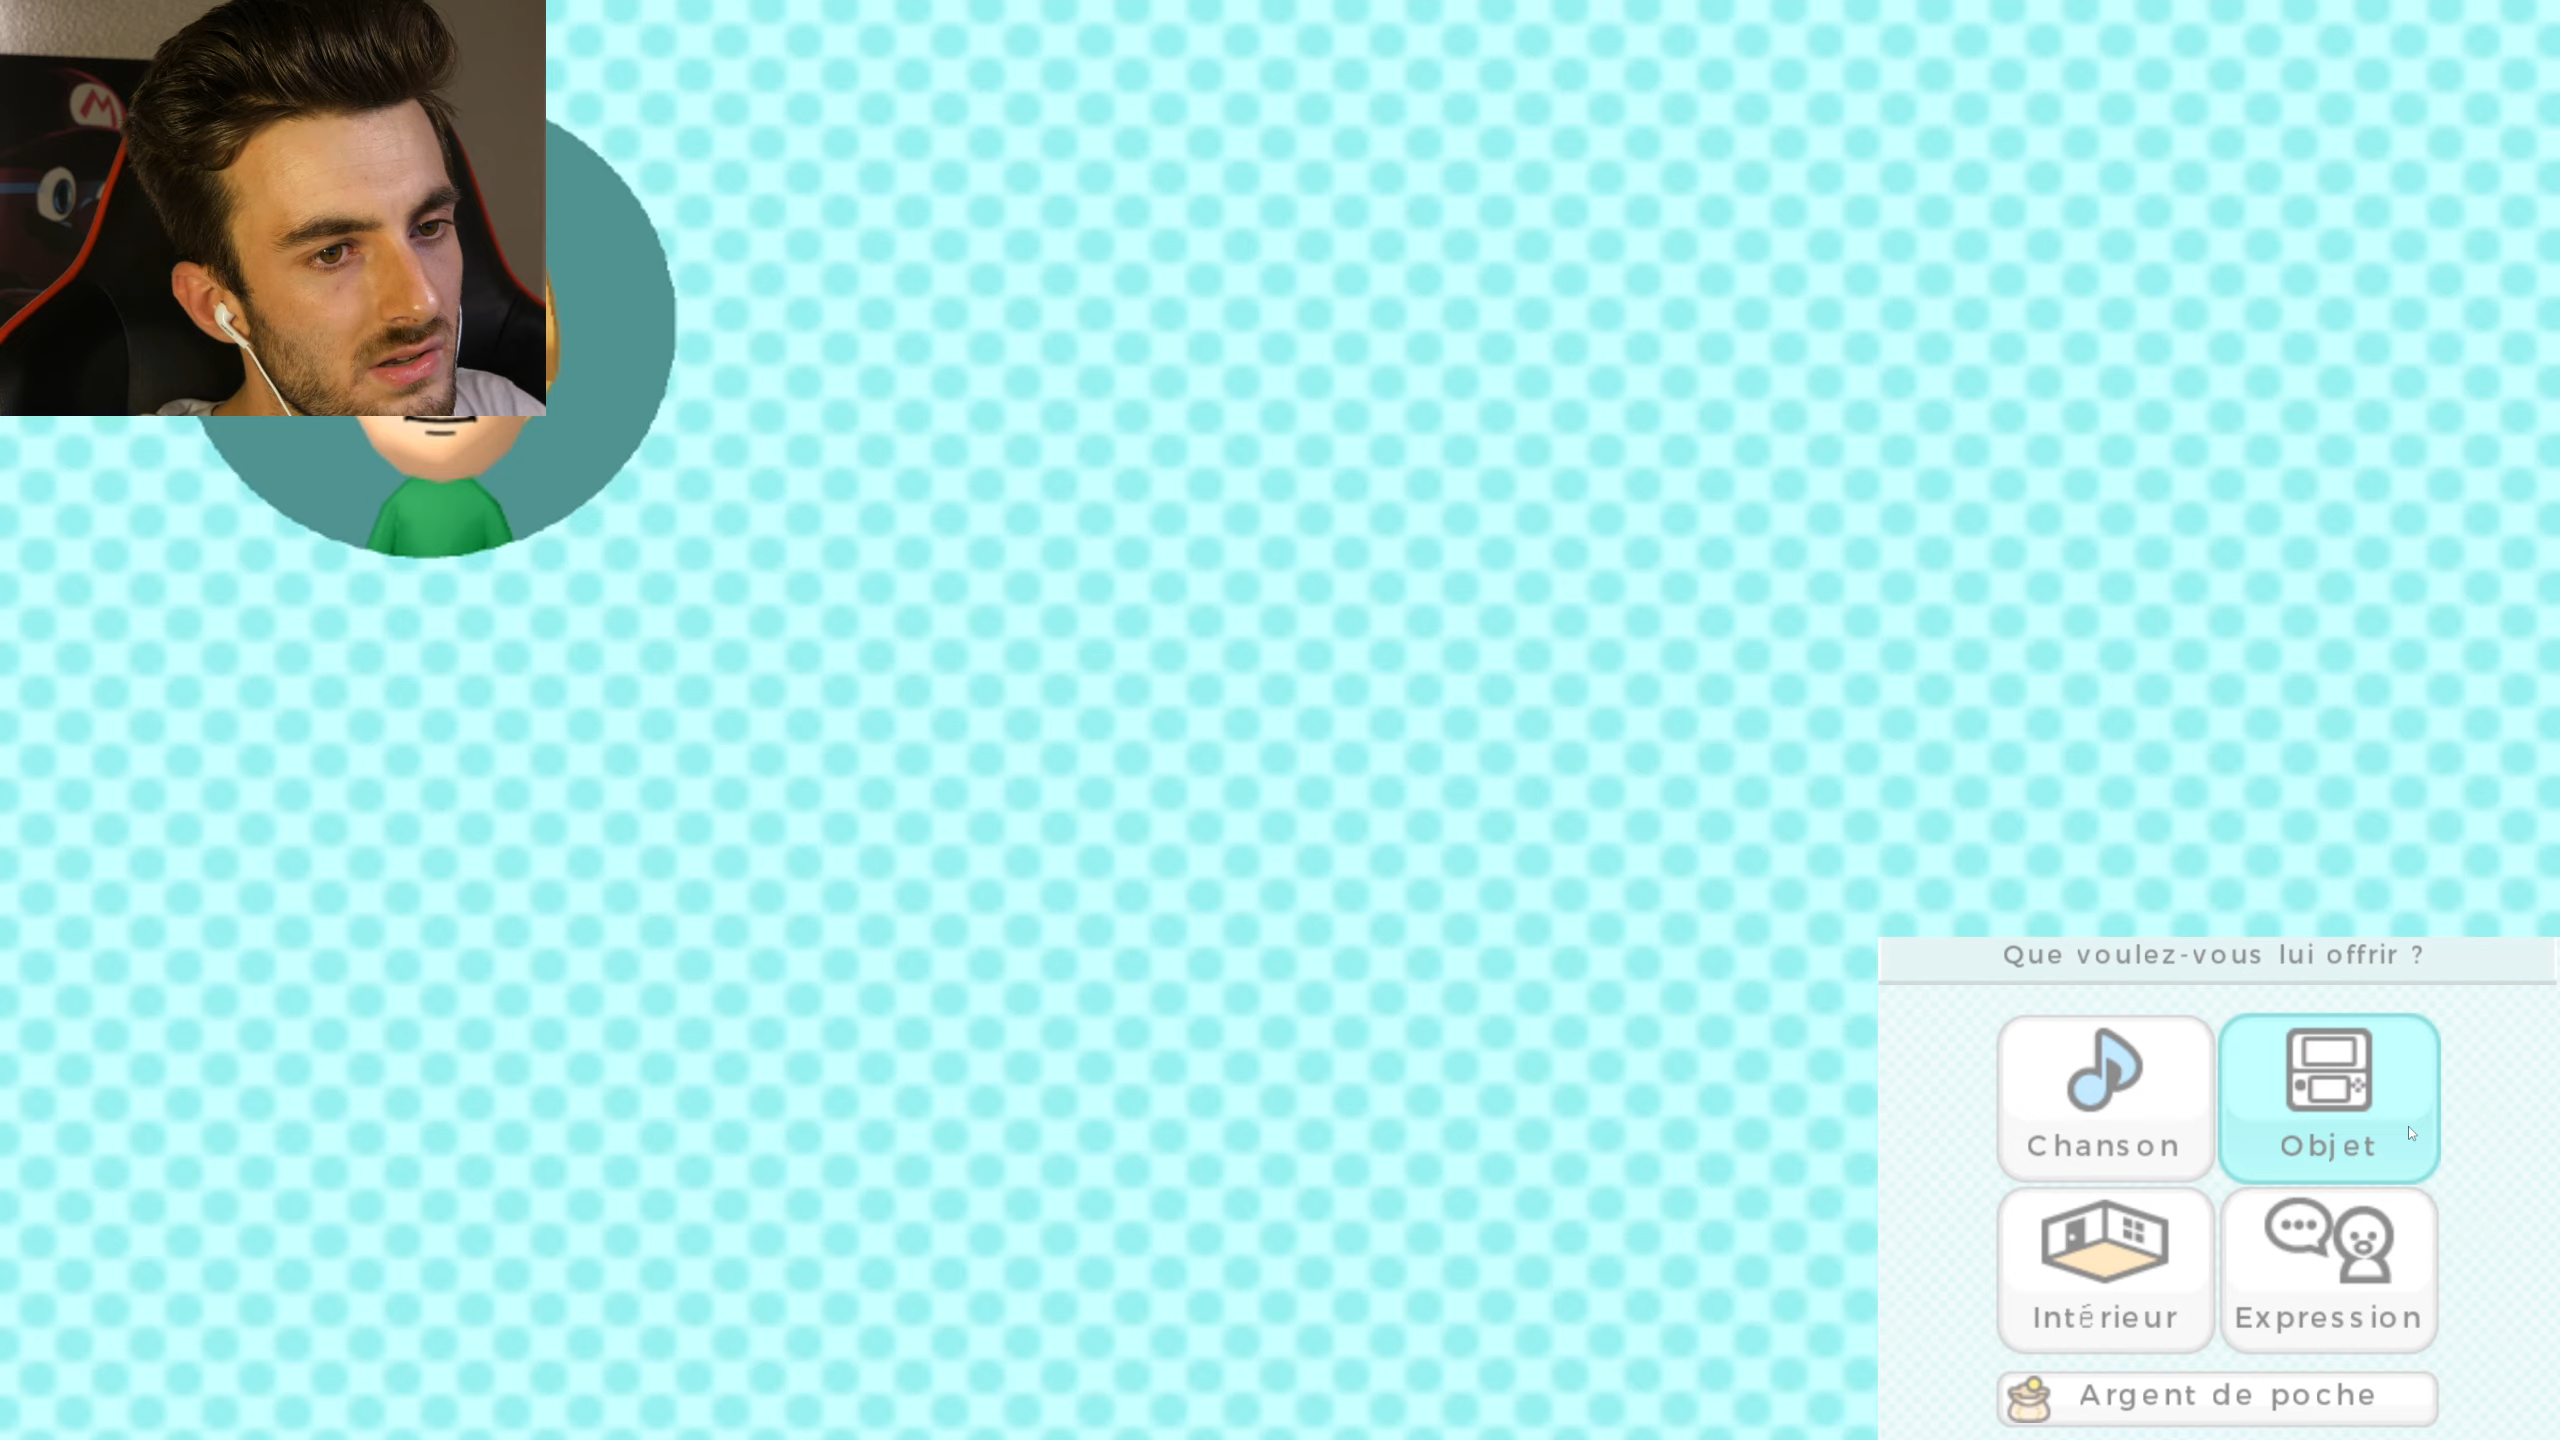 Que voulez-vous lui offrir ?
Chanson
Objet
Intérieur
Expression
Argent de poche